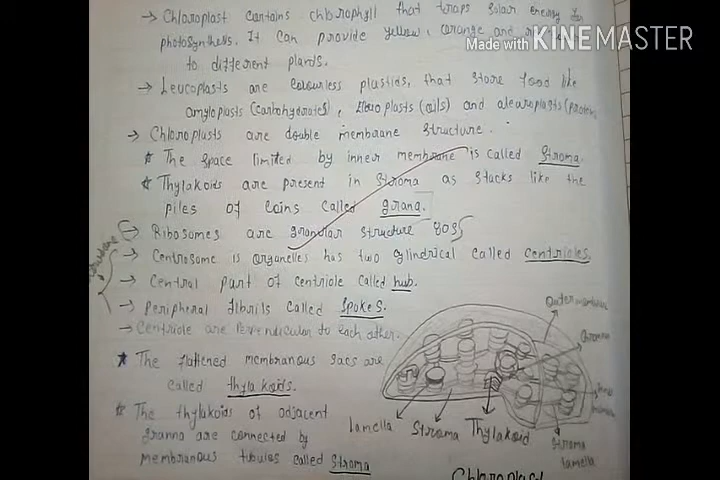 → Chloroplast contains chlorophyll that traps solar energy for
photosynthesis. It can provide yellow, orange and
to different plants.
Made with KINEMASTER
→ Leucoplasts are colourless plastids, that store food like
amyloplasts (carbohydrates), (oils) and aleuroplasts (protein
→ Chloroplasts are double membrane structure.
* The space limited by inner membrane is called Stroma.
* Thylakoids are present in Stroma as stacks like the
piles of coins called grana.
→ Ribosomes are granular structure 80s
→ Centrosome is organelles has two cylindrical called centrioles.
→ Central part of centriole called hub.
→ Peripheral fibrils called Spokes.
→ Centriole are Perpendicular to each other.
* The flattened membranous sacs are
called thylakoids.
* The thylakoids of adjacent
granna are connected by
membranous tubules called Stroma
Outer membrane
Granna
Lamella
Stroma
Thylakoid
Stroma
lamella
Chloroplast